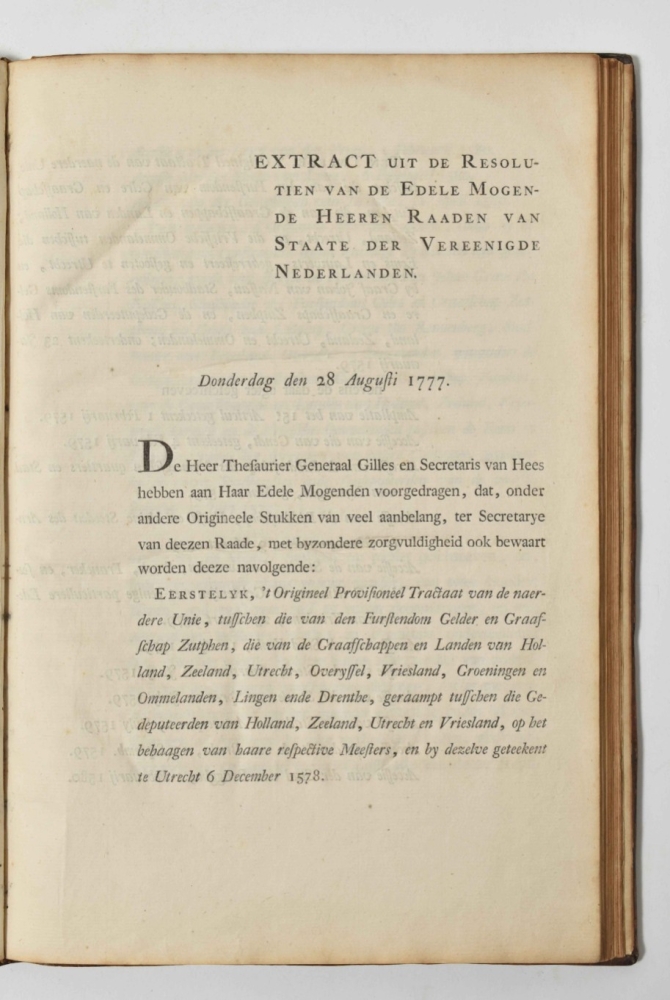 EXTRACT UIT DE RESOLU-
TIEN VAN DE EDELE MOGEN-
DE HEEREN RAADEN VAN
STAATE DER VEREENIGDE
NEDERLANDEN.
Donderdag den 28 Auguſti 1777.
De Heer Theſaurier Generaal Gilles en Secretaris van Hees
hebben aan Haar Edele Mogenden voorgedragen, dat, onder
andere Origineele Stukken van veel aanbelang, ter Secretarye
van deezen Raade, met byzondere zorgvuldigheid ook bewaart
worden deeze navolgende:
EERSTELYK, 't Origineel Proviſioneel Tractaat van de naer-
dere Unie, tuſſchen die van den Furſtendom Gelder en Graaf-
ſchap Zutphen, die van de Graafſchappen en Landen van Hol-
land, Zeeland, Utrecht, Overyſſel, Vriesland, Groeningen en
Ommelanden, Lingen ende Drenthe, geraampt tuſſchen die Ge-
deputeerden van Holland, Zeeland, Utrecht en Vriesland, op het
behaagen van haare reſpective Meeſters, en by dezelve geteekent
te Utrecht 6 December 1578.